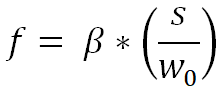 f = β * (s / w₀)